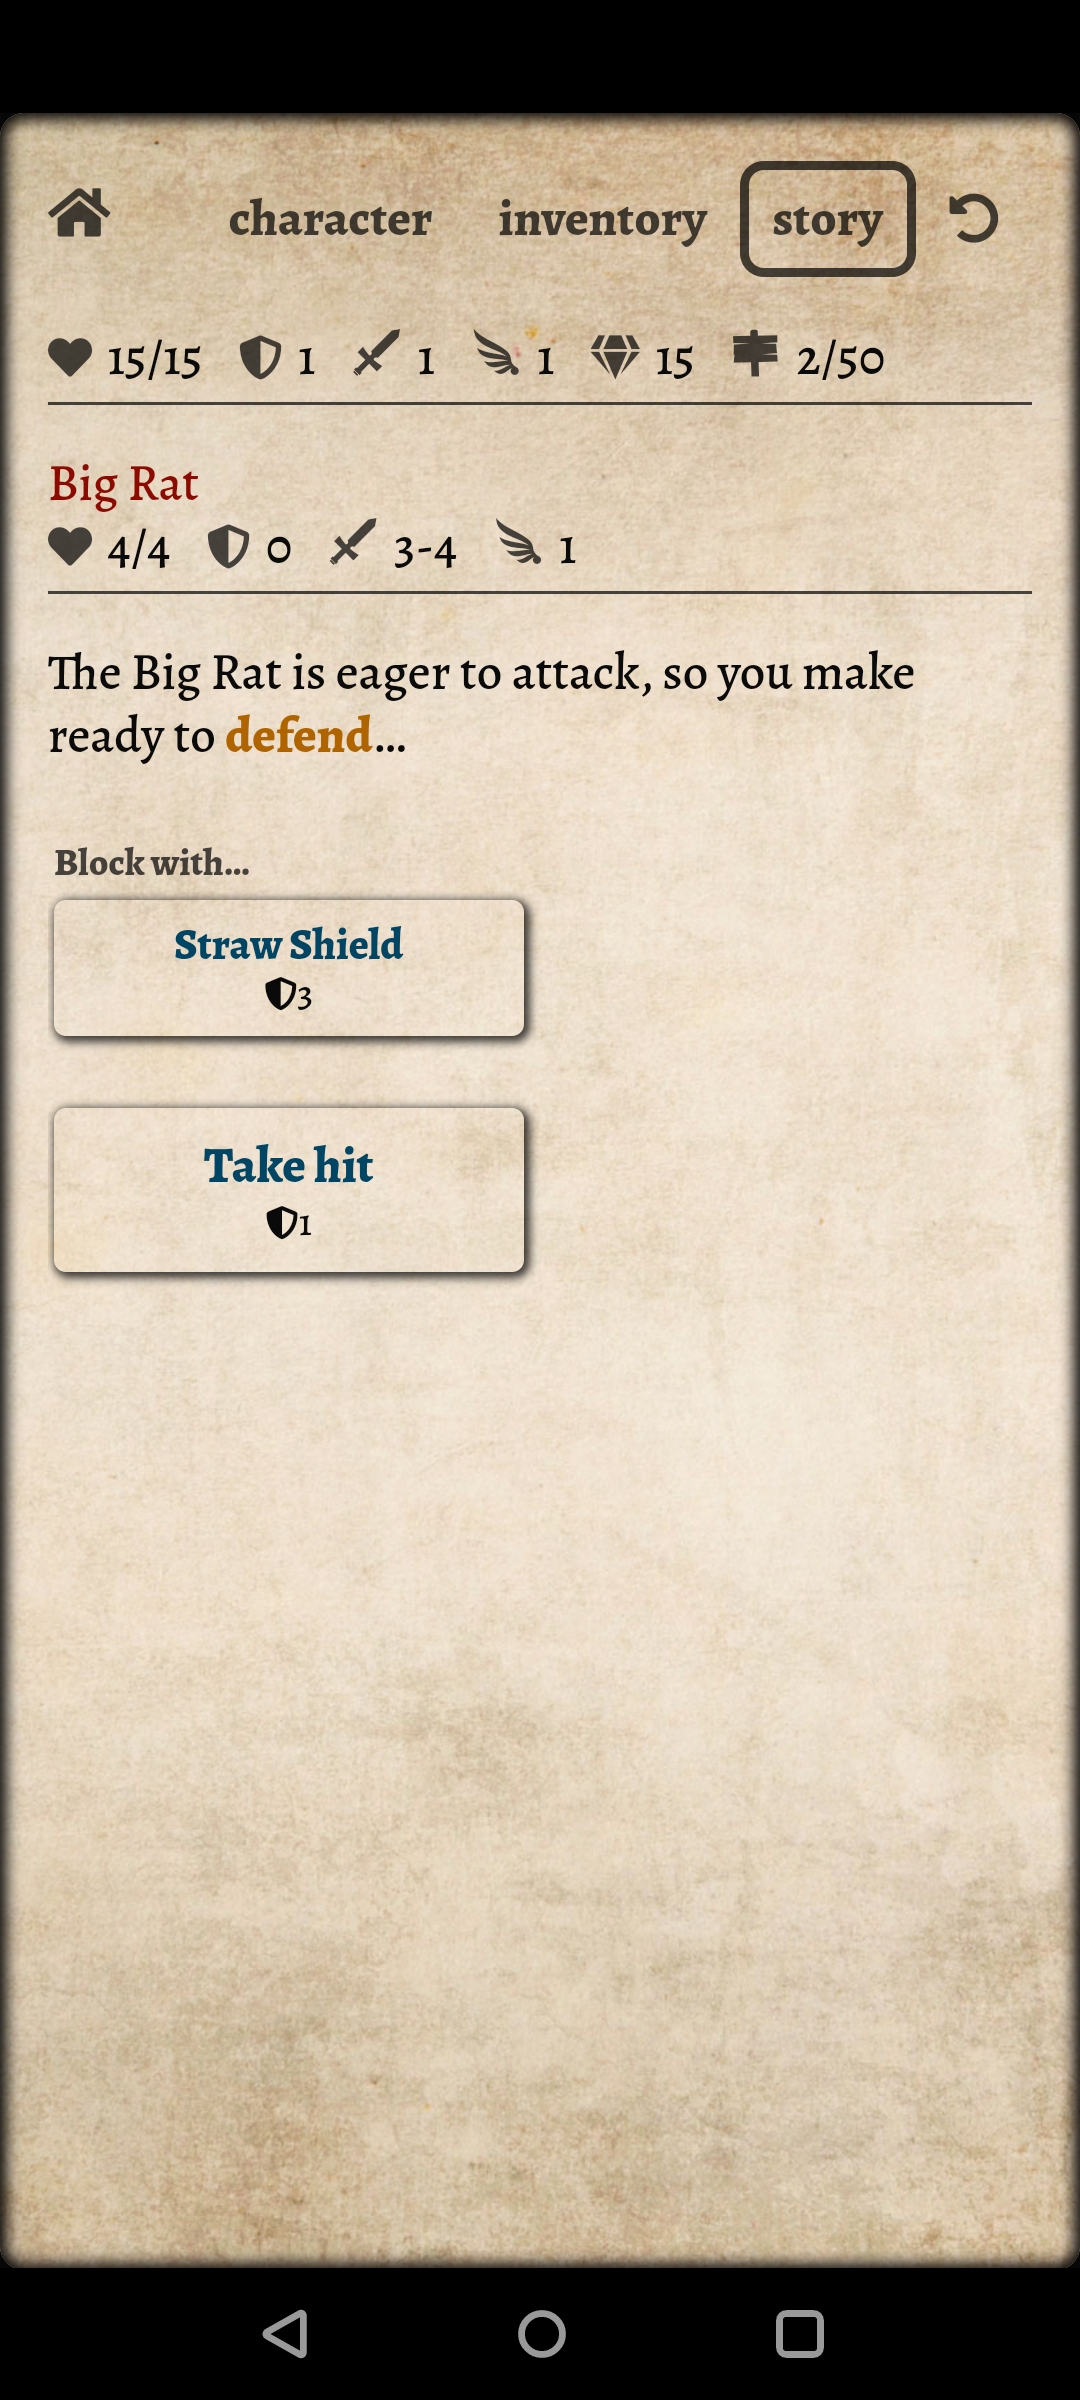 character inventory story
15/15 1 1 1 15 2/50
Big Rat
4/4 0 3-4 1
The Big Rat is eager to attack, so you make
ready to defend...
Block with...
Straw Shield
3
Take hit
1